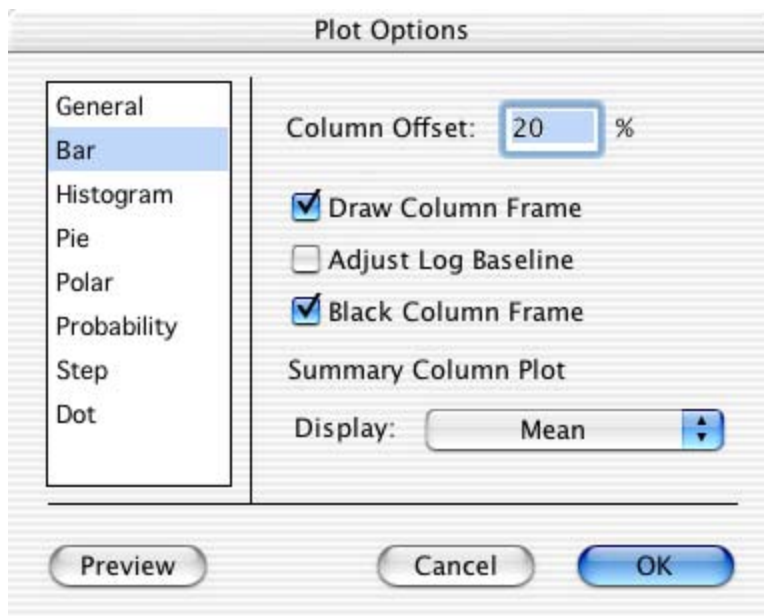 Plot Options
General
Bar
Histogram
Pie
Polar
Probability
Step
Dot
Column Offset: 20 %
Draw Column Frame
Adjust Log Baseline
Black Column Frame
Summary Column Plot
Display: Mean
Preview Cancel OK